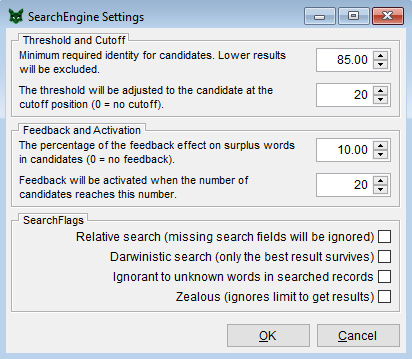 SearchEngine Settings
Threshold and Cutoff
Minimum required identity for candidates. Lower results
will be excluded.
85.00
The threshold will be adjusted to the candidate at the
cutoff position (0 = no cutoff).
20
Feedback and Activation
The percentage of the feedback effect on surplus words
in candidates (0 = no feedback).
10.00
Feedback will be activated when the number of
candidates reaches this number.
20
SearchFlags
Relative search (missing search fields will be ignored)
Darwinistic search (only the best result survives)
Ignorant to unknown words in searched records
Zealous (ignores limit to get results)
OK
Cancel